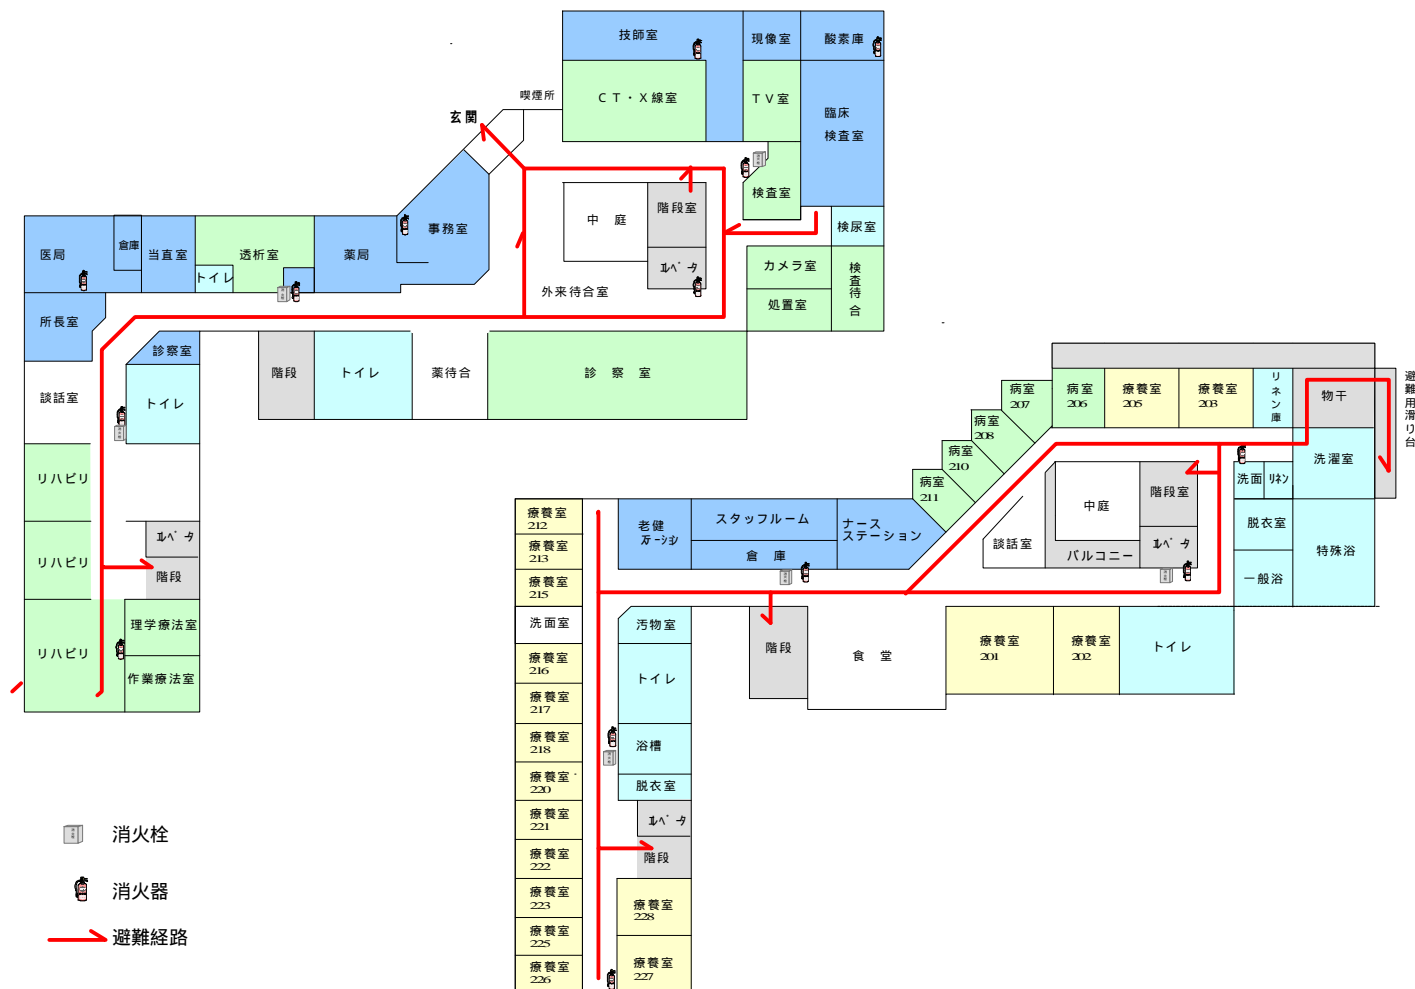 技師室
現像室
酸素庫
喫煙所
CT・X線室
TV室
臨床
検査室
玄関
検査室
中 庭
階段室
検尿室
事務室
医局
倉庫
当直室
透析室
トイレ
薬局
ｴﾚﾍﾞｰﾀ
カメラ室
検査待合
外来待合室
処置室
所長室
診察室
階段
トイレ
薬待合
診 察 室
談話室
トイレ
リハビリ
リハビリ
ｴﾚﾍﾞｰﾀ
階段
リハビリ
理学療法室
作業療法室
病室
207
病室
206
療養室
205
療養室
203
リネン庫
物干
避難用滑り台
病室
208
病室
210
病室
211
洗濯室
洗面
ﾘﾈﾝ
中庭
階段室
療養室
212
老健
ｽﾃｰｼｮﾝ
スタッフルーム
ナース
ステーション
倉 庫
談話室
バルコニー
ｴﾚﾍﾞｰﾀ
脱衣室
特殊浴
一般浴
療養室
213
療養室
215
洗面室
汚物室
階段
食 堂
療養室
201
療養室
202
トイレ
療養室
216
トイレ
療養室
217
療養室
218
浴槽
療養室
220
脱衣室
療養室
221
ｴﾚﾍﾞｰﾀ
療養室
222
階段
療養室
223
療養室
228
療養室
225
療養室
226
療養室
227
消火栓
消火器
避難経路